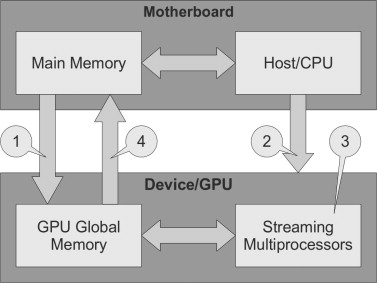 Motherboard
Main Memory
Host/CPU
1
4
2
3
Device/GPU
GPU Global
Memory
Streaming
Multiprocessors